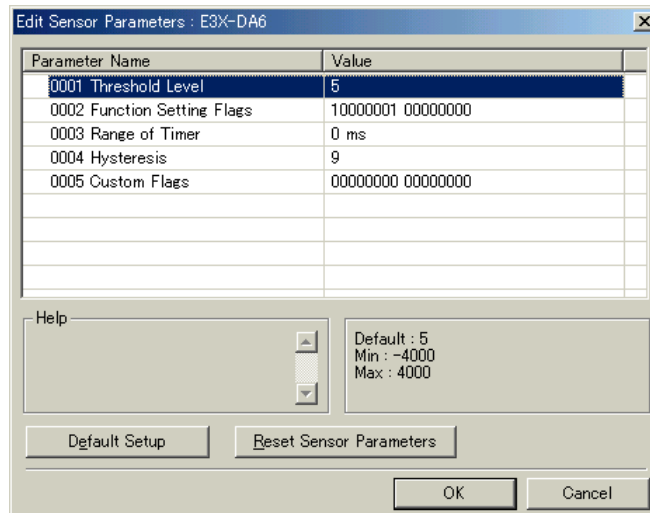 Edit Sensor Parameters : E3X-DA6
Parameter Name Value
0001 Threshold Level 5
0002 Function Setting Flags 10000001 00000000
0003 Range of Timer 0 ms
0004 Hysteresis 9
0005 Custom Flags 00000000 00000000
Help
Default : 5
Min : -4000
Max : 4000
Default Setup Reset Sensor Parameters
OK Cancel